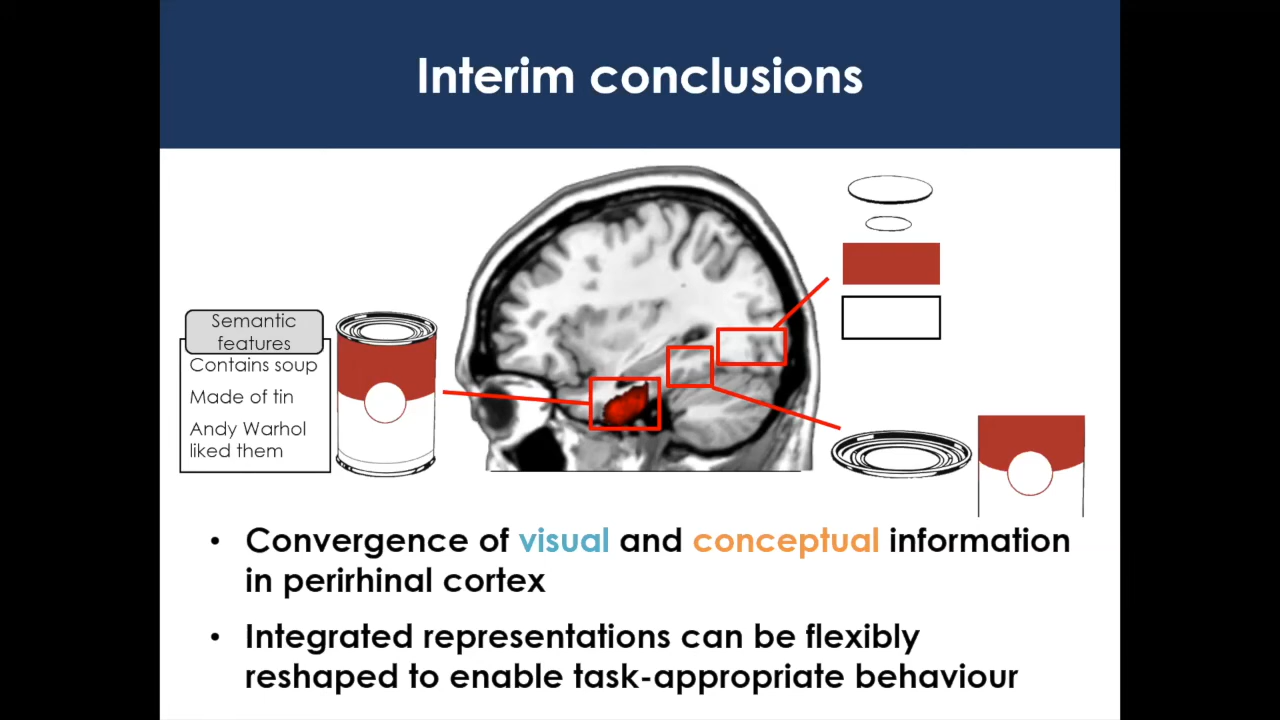 Interim conclusions
Semantic
features
Contains soup
Made of tin
Andy Warhol
liked them
• Convergence of visual and conceptual information
in perirhinal cortex
• Integrated representations can be flexibly
reshaped to enable task-appropriate behaviour